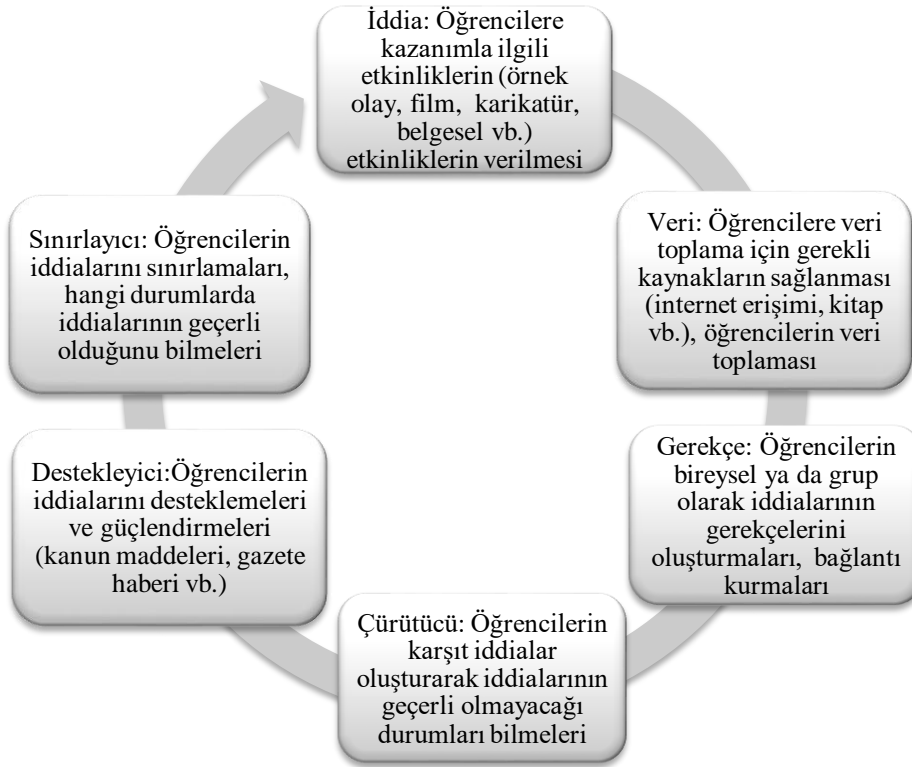 İddia: Öğrencilere
kazanımla ilgili
etkinliklerin (örnek
olay, film, karikatür,
belgesel vb.)
etkinliklerin verilmesi
Veri: Öğrencilere veri
toplama için gerekli
kaynakların sağlanması
(internet erişimi, kitap
vb.), öğrencilerin veri
toplaması
Gerekçe: Öğrencilerin
bireysel ya da grup
olarak iddialarının
gerekçelerini
oluşturmaları, bağlantı
kurmaları
Çürütücü: Öğrencilerin
karşıt iddialar
oluşturarak iddialarının
geçerli olmayacağı
durumları bilmeleri
Destekleyici:Öğrencilerin
iddialarını desteklemeleri
ve güçlendirmeleri
(kanun maddeleri, gazete
haberi vb.)
Sınırlayıcı: Öğrencilerin
iddialarını sınırlamaları,
hangi durumlarda
iddialarının geçerli
olduğunu bilmeleri